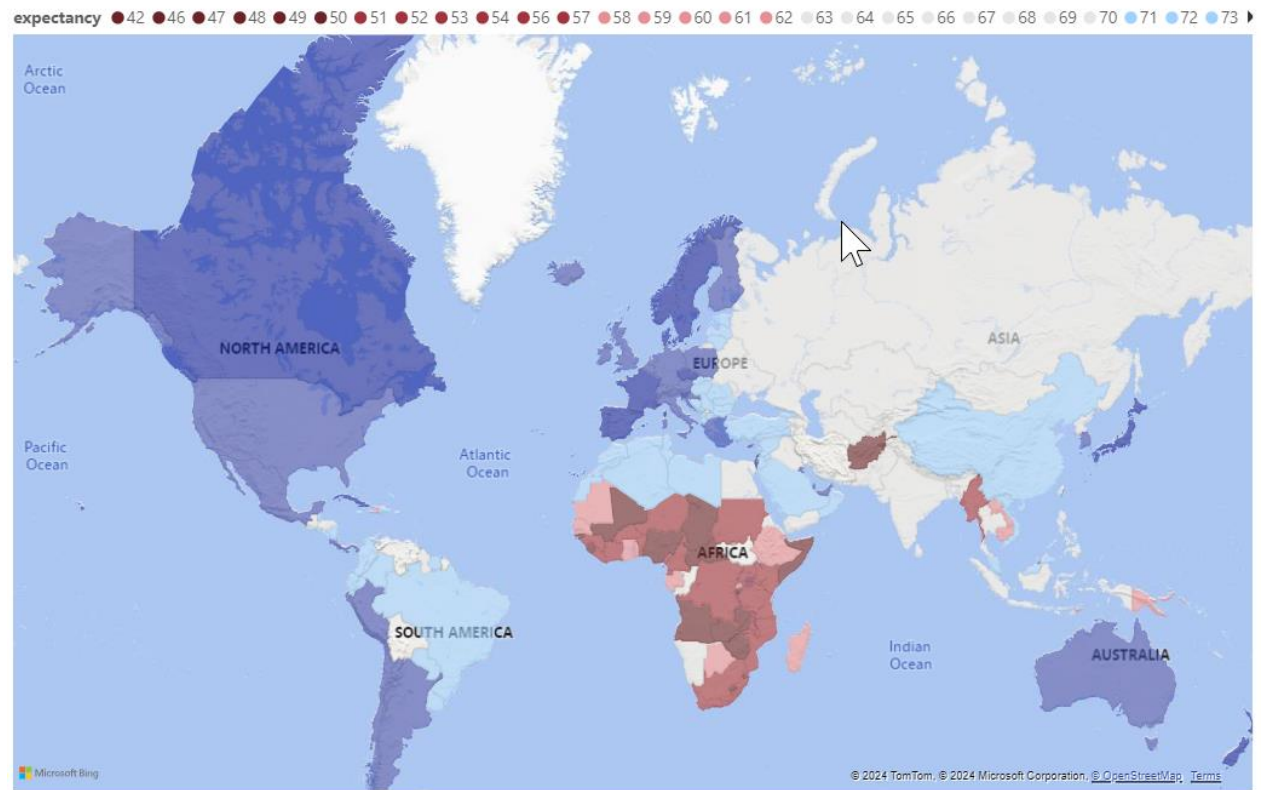 expectancy 42 46 47 48 49 50 51 52 53 54 56 57 58 59 60 61 62 63 64 65 66 67 68 69 70 71 72 73
Arctic
Ocean
NORTH AMERICA
ASIA
EUROPE
Pacific
Ocean
Atlantic
Ocean
AFRICA
SOUTH AMERICA
Indian
Ocean
AUSTRALIA
Microsoft Bing
© 2024 TomTom, © 2024 Microsoft Corporation, © OpenStreetMap Terms